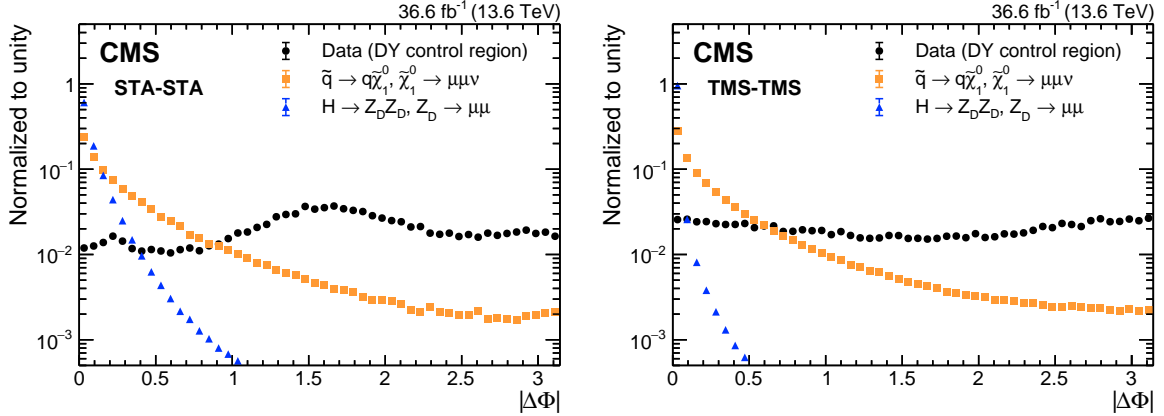 36.6 fb⁻¹ (13.6 TeV)
CMS
STA-STA
Data (DY control region)
q̃ → qχ̃₁⁰, χ̃₁⁰ → μμν
H → Z_D Z_D, Z_D → μμ
Normalized to unity
1
10⁻¹
10⁻²
10⁻³
0 0.5 1 1.5 2 2.5 3
|ΔΦ|
36.6 fb⁻¹ (13.6 TeV)
CMS
TMS-TMS
Data (DY control region)
q̃ → qχ̃₁⁰, χ̃₁⁰ → μμν
H → Z_D Z_D, Z_D → μμ
Normalized to unity
1
10⁻¹
10⁻²
10⁻³
0 0.5 1 1.5 2 2.5 3
|ΔΦ|